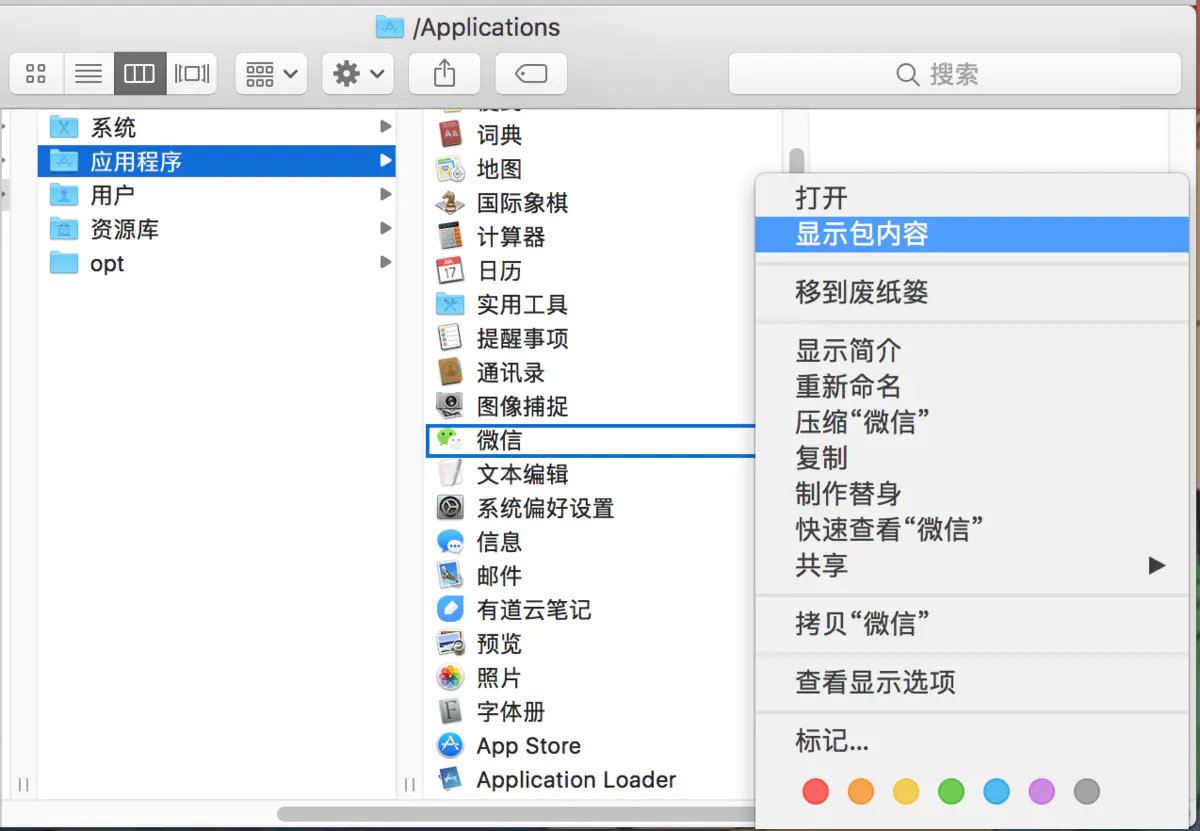 /Applications
搜索
系统
应用程序
用户
资源库
opt
词典
地图
国际象棋
计算器
日历
实用工具
提醒事项
通讯录
图像捕捉
微信
文本编辑
系统偏好设置
信息
邮件
有道云笔记
预览
照片
字体册
App Store
Application Loader
打开
显示包内容
移到废纸篓
显示简介
重新命名
压缩“微信”
复制
制作替身
快速查看“微信”
共享
拷贝“微信”
查看显示选项
标记...